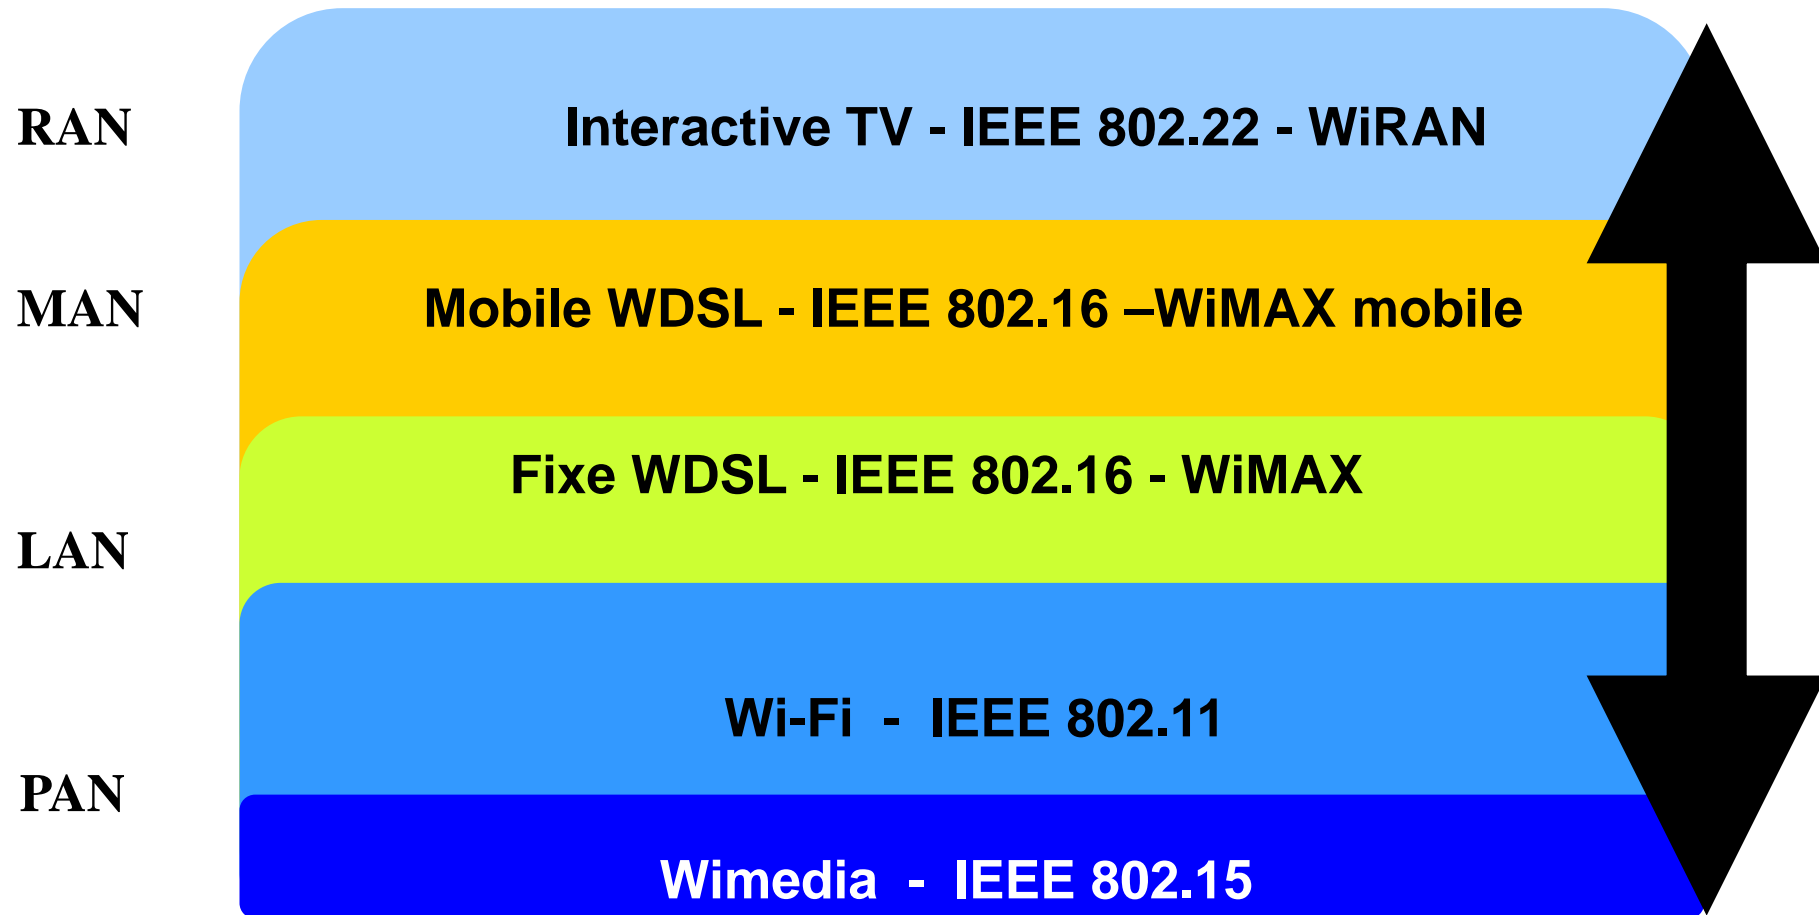 RAN
Interactive TV - IEEE 802.22 - WiRAN
MAN
Mobile WDSL - IEEE 802.16 –WiMAX mobile
Fixe WDSL - IEEE 802.16 - WiMAX
LAN
Wi-Fi - IEEE 802.11
PAN
Wimedia - IEEE 802.15